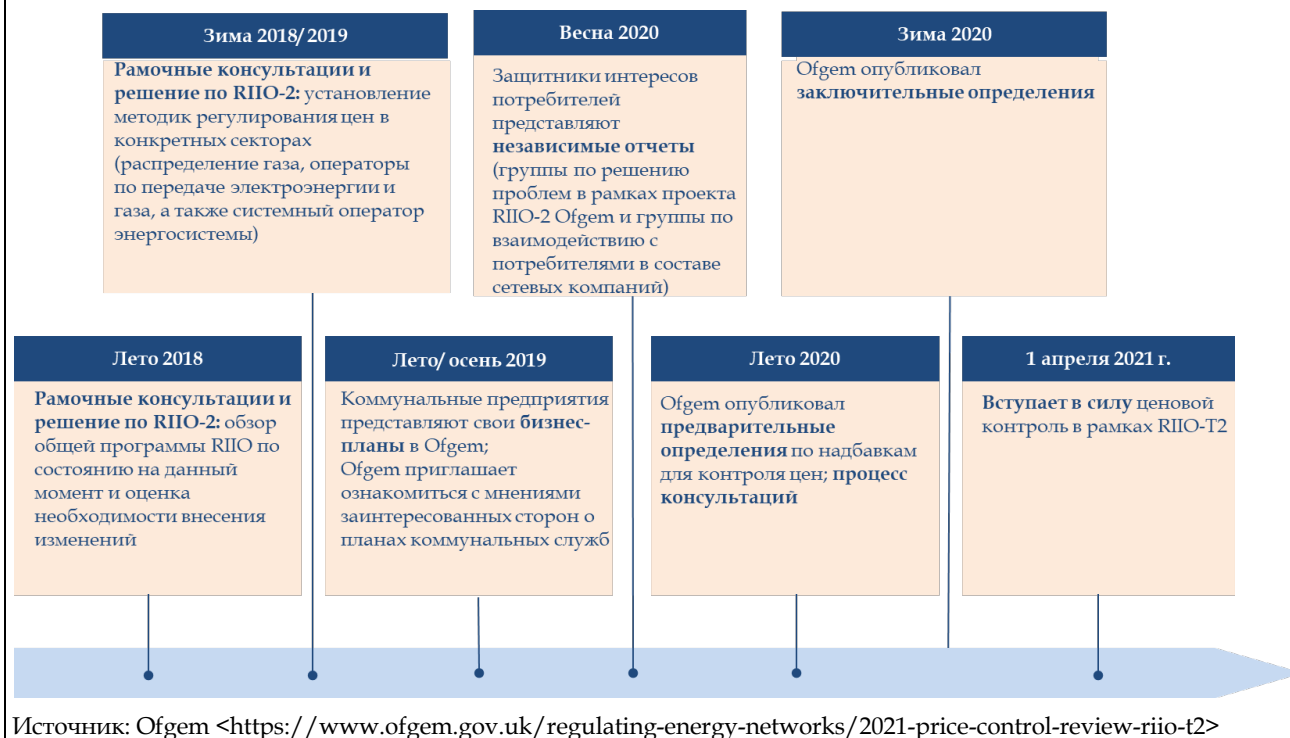 Зима 2018/2019
Рамочные консультации и
решение по RIIO-2: установление
методик регулирования цен в
конкретных секторах
(распределение газа, операторы
по передаче электроэнергии и
газа, а также системный оператор
энергосистемы)
Весна 2020
Защитники интересов
потребителей
представляют
независимые отчеты
(группы по решению
проблем в рамках проекта
RIIO-2 Ofgem и группы по
взаимодействию с
потребителями в составе
сетевых компаний)
Зима 2020
Ofgem опубликовал
заключительные определения
Лето 2018
Рамочные консультации и
решение по RIIO-2: обзор
общей программы RIIO по
состоянию на данный
момент и оценка
необходимости внесения
изменений
Лето/осень 2019
Коммунальные предприятия
представляют свои бизнес-
планы в Ofgem;
Ofgem приглашает
ознакомиться с мнениями
заинтересованных сторон о
планах коммунальных служб
Лето 2020
Ofgem опубликовал
предварительные
определения по надбавкам
для контроля цен; процесс
консультаций
1 апреля 2021 г.
Вступает в силу ценовой
контроль в рамках RIIO-T2
Источник: Ofgem <https://www.ofgem.gov.uk/regulating-energy-networks/2021-price-control-review-riio-t2>